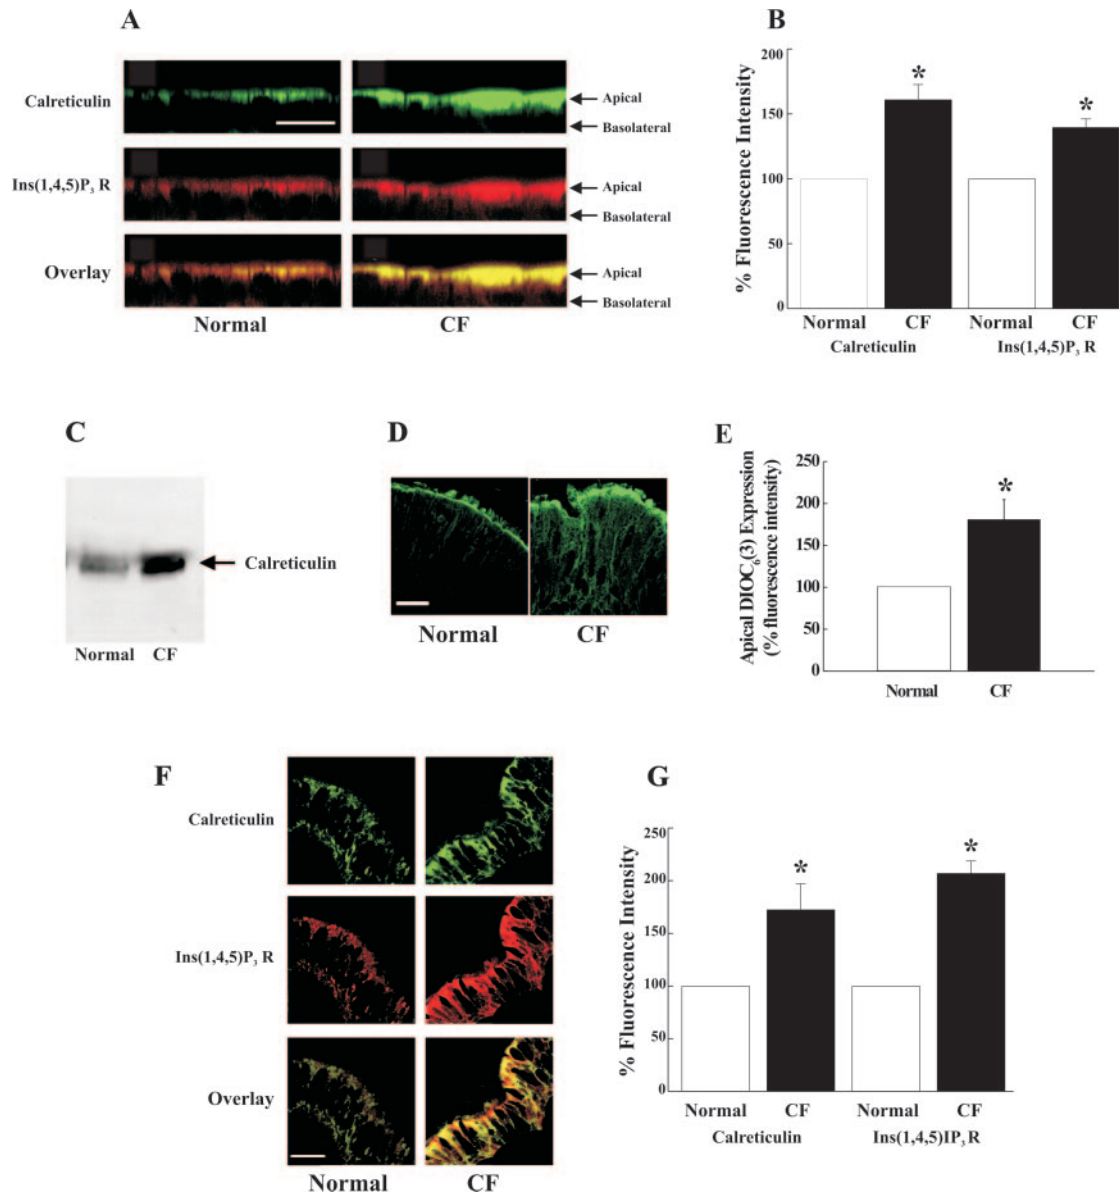 A
Calreticulin
Apical
Basolateral
Ins(1,4,5)P₃ R
Apical
Basolateral
Overlay
Apical
Basolateral
Normal CF
B
% Fluorescence Intensity
200
150
100
50
0
*
*
Normal CF Normal CF
Calreticulin Ins(1,4,5)P₃ R
C
Calreticulin
Normal CF
D
Normal CF
E
Apical DIOC₆(3) Expression
(% fluorescence intensity)
250
200
150
100
50
0
*
Normal CF
F
Calreticulin
Ins(1,4,5)P₃ R
Overlay
Normal CF
G
% Fluorescence Intensity
250
200
150
100
50
0
*
*
Normal CF Normal CF
Calreticulin Ins(1,4,5)IP₃ R